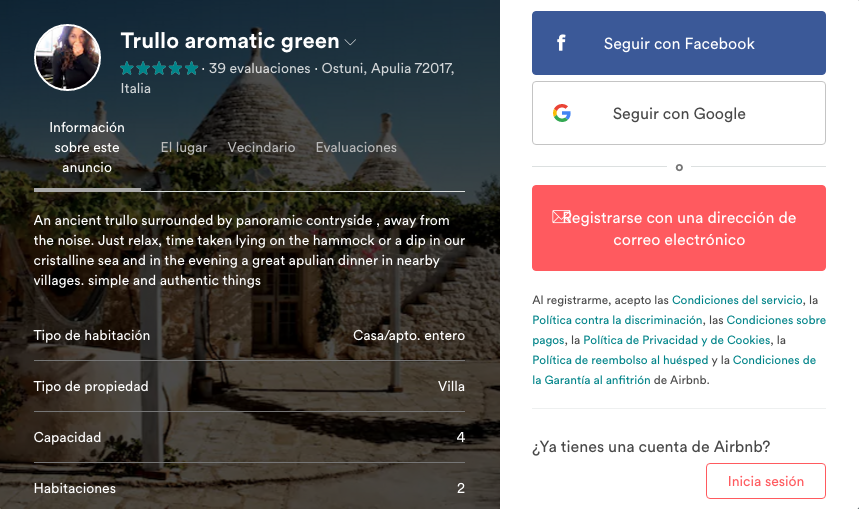 Trullo aromatic green
· 39 evaluaciones · Ostuni, Apulia 72017,
Italia
Información
sobre este
anuncio
El lugar
Vecindario
Evaluaciones
An ancient trullo surrounded by panoramic contryside , away from
the noise. Just relax, time taken lying on the hammock or a dip in our
cristalline sea and in the evening a great apulian dinner in nearby
villages. simple and authentic things
Tipo de habitación Casa/apto. entero
Tipo de propiedad Villa
Capacidad 4
Habitaciones 2
Seguir con Facebook
Seguir con Google
o
Registrarse con una dirección de
correo electrónico
Al registrarme, acepto las Condiciones del servicio, la
Política contra la discriminación, las Condiciones sobre
pagos, la Política de Privacidad y de Cookies, la
Política de reembolso al huésped y la Condiciones de
la Garantía al anfitrión de Airbnb.
¿Ya tienes una cuenta de Airbnb?
Inicia sesión